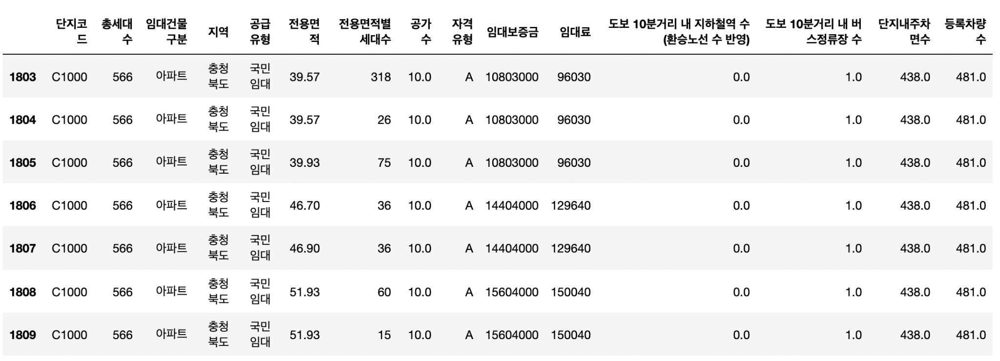 단지코드 총세대수 임대건물구분 지역 공급유형 전용면적 전용면적별세대수 공가수 자격유형 임대보증금 임대료 도보 10분거리 내 지하철역 수(환승노선 수 반영) 도보 10분거리 내 버스정류장 수 단지내주차면수 등록차량수
1803 C1000 566 아파트 충청북도 국민임대 39.57 318 10.0 A 10803000 96030 0.0 1.0 438.0 481.0
1804 C1000 566 아파트 충청북도 국민임대 39.57 26 10.0 A 10803000 96030 0.0 1.0 438.0 481.0
1805 C1000 566 아파트 충청북도 국민임대 39.93 75 10.0 A 10803000 96030 0.0 1.0 438.0 481.0
1806 C1000 566 아파트 충청북도 국민임대 46.70 36 10.0 A 14404000 129640 0.0 1.0 438.0 481.0
1807 C1000 566 아파트 충청북도 국민임대 46.90 36 10.0 A 14404000 129640 0.0 1.0 438.0 481.0
1808 C1000 566 아파트 충청북도 국민임대 51.93 60 10.0 A 15604000 150040 0.0 1.0 438.0 481.0
1809 C1000 566 아파트 충청북도 국민임대 51.93 15 10.0 A 15604000 150040 0.0 1.0 438.0 481.0